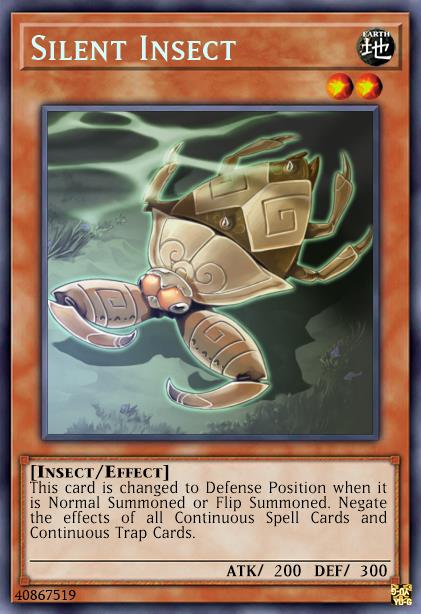 Silent Insect
EARTH
地
[Insect/Effect]
This card is changed to Defense Position when it
is Normal Summoned or Flip Summoned. Negate
the effects of all Continuous Spell Cards and
Continuous Trap Cards.
ATK/ 200 DEF/ 300
40867519